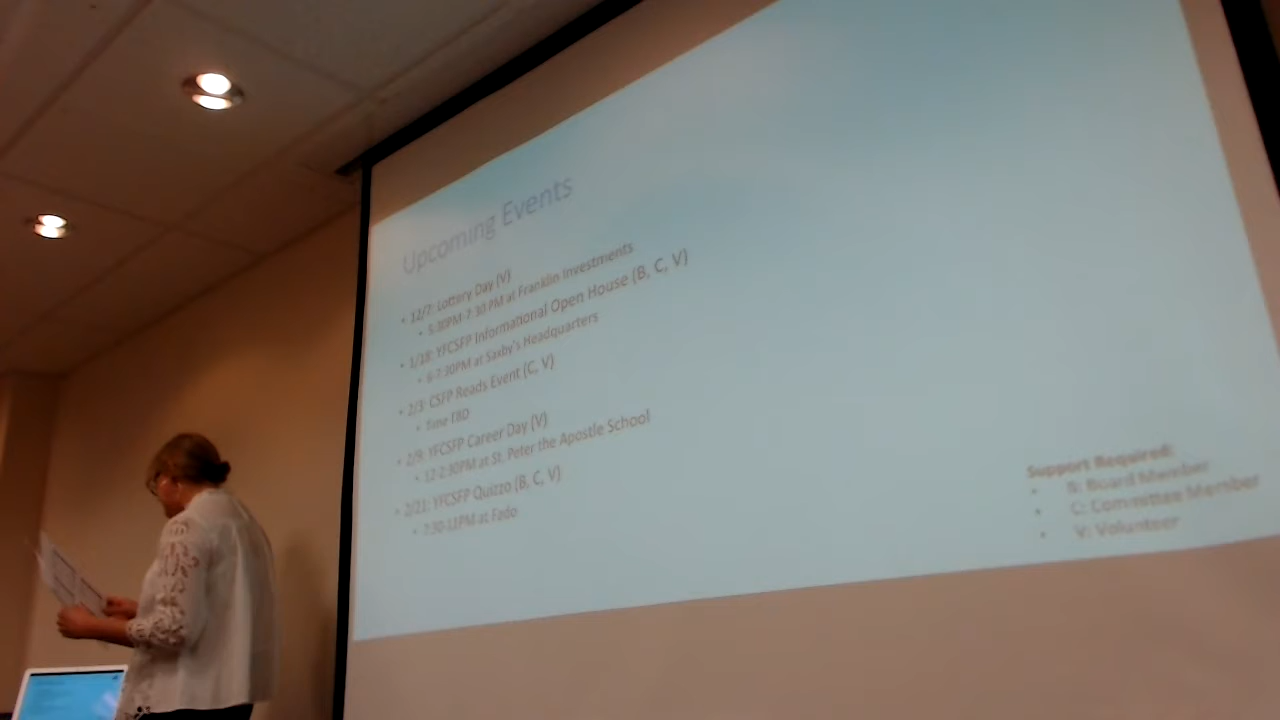 Upcoming Events
• 12/7: Lottery Day (V)
• 5:30PM-7:30 PM at Franklin Investments
• 1/18: YFCSFP Informational Open House (B, C, V)
• 6-7:30PM at Saxby's Headquarters
• 2/3: CSFP Reads Event (C, V)
• Time TBD
• 2/9: YFCSFP Career Day (V)
• 12-2:30PM at St. Peter the Apostle School
• 2/21: YFCSFP Quizzo (B, C, V)
• 7:30-11PM at Fado
Support Required:
• B: Board Member
• C: Committee Member
• V: Volunteer